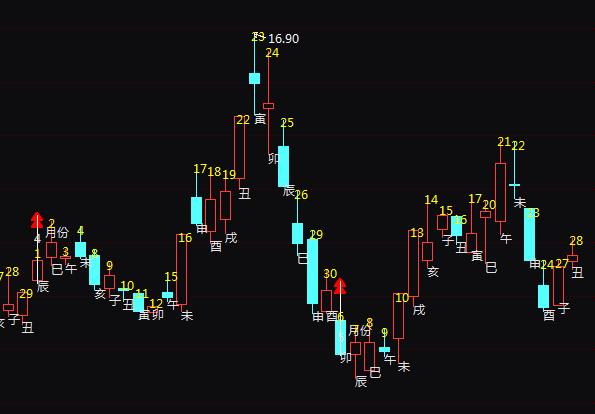 23
16.90
24
22
寅
25
21
22
卯
17
18
19
辰
丑
26
14
17
20
未
4
2
月份
4
16
申
戌
29
13
15
16
23
1
3
8
未
酉
巳
子
丑
午
28
28
巳
午
9
15
30
亥
寅
巳
申
24
27
丑
29
辰
亥
子
10
丑
11
12
午
10
子
丑
寅
卯
未
申
酉
6
月份
8
9
戌
酉
子
7
卯
午
辰
巳
未